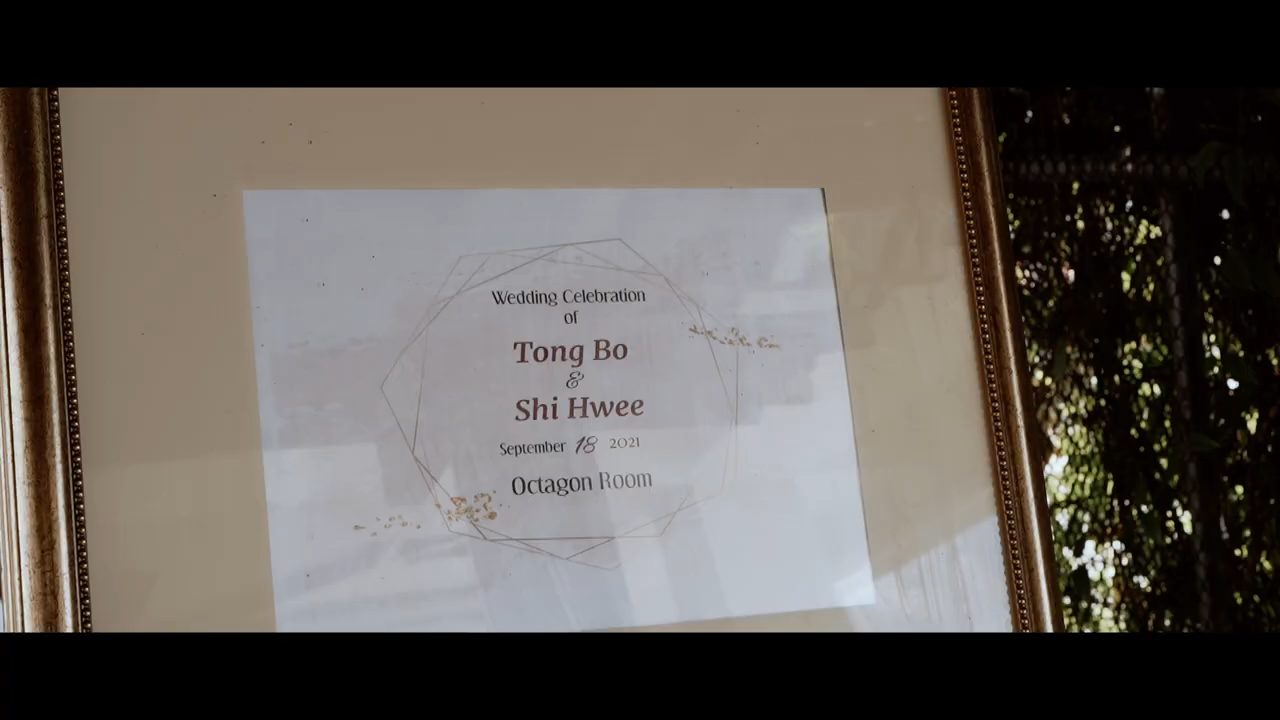 Wedding Celebration
of
Tong Bo
&
Shi Hwee
September 18 2021
Octagon Room